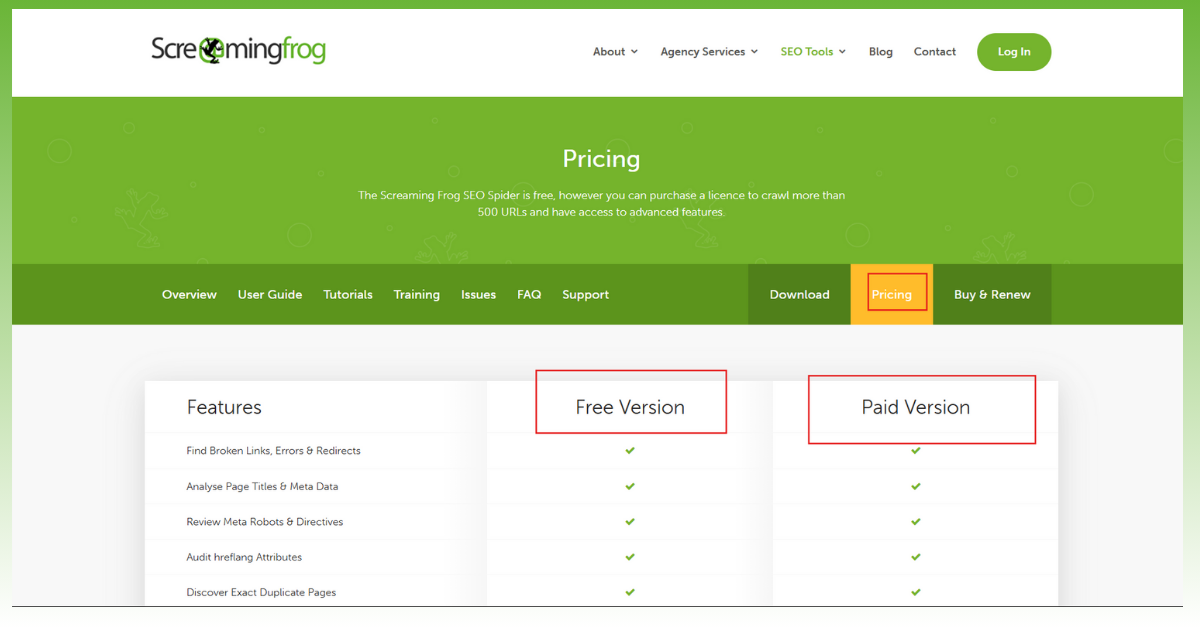 Screamingfrog
About Agency Services SEO Tools Blog Contact Log In
Pricing
The Screaming Frog SEO Spider is free, however you can purchase a licence to crawl more than
500 URLs and have access to advanced features.
Overview User Guide Tutorials Training Issues FAQ Support Download Pricing Buy & Renew
Features Free Version Paid Version
Find Broken Links, Errors & Redirects
Analyse Page Titles & Meta Data
Review Meta Robots & Directives
Audit hreflang Attributes
Discover Exact Duplicate Pages